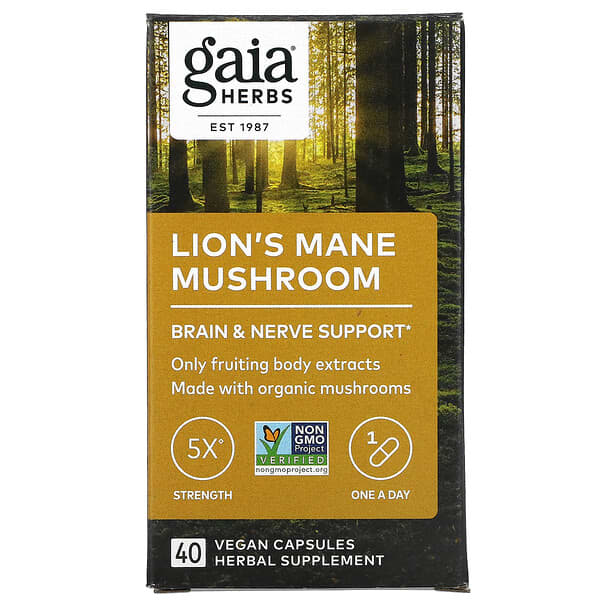 gaia®
HERBS
EST 1987
LION'S MANE
MUSHROOM
BRAIN & NERVE SUPPORT*
Only fruiting body extracts
Made with organic mushrooms
5X°
STRENGTH
NON
GMO
Project
VERIFIED
nongmoproject.org
1
ONE A DAY
40 VEGAN CAPSULES
HERBAL SUPPLEMENT